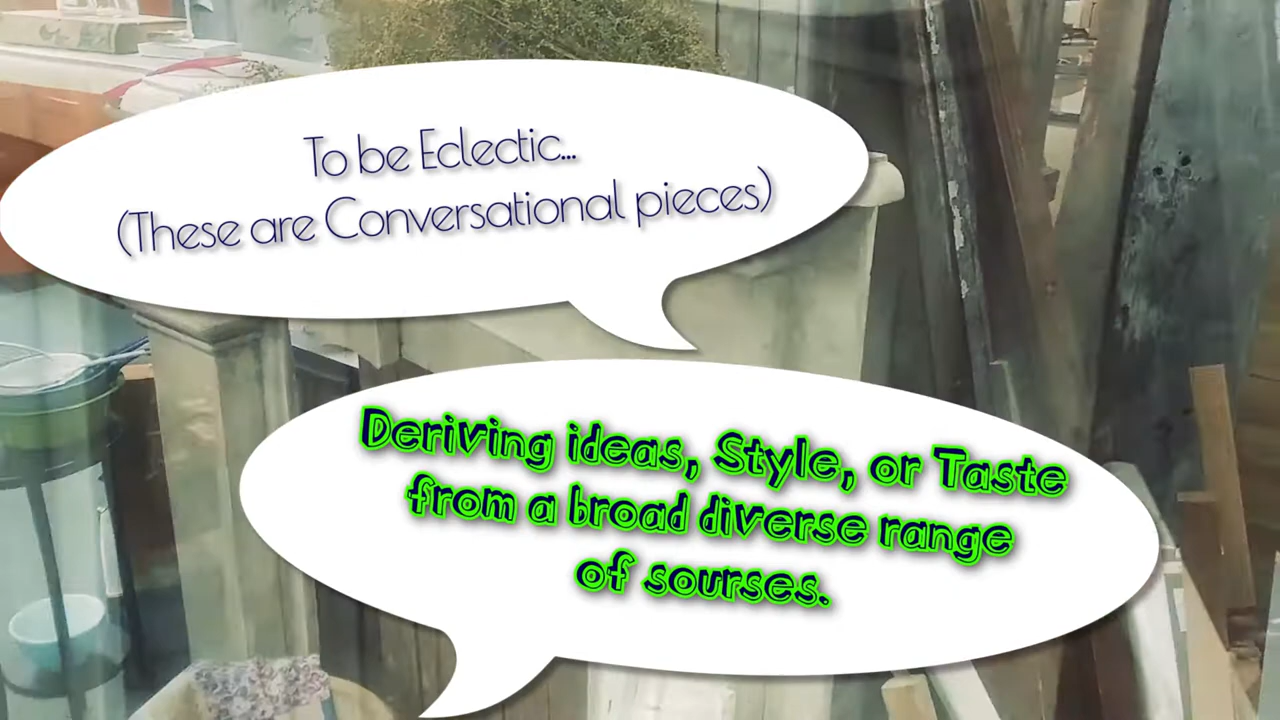 To be Eclectic...
(These are Conversational pieces)
Deriving ideas, Style, or Taste
from a broad diverse range
of sourses.